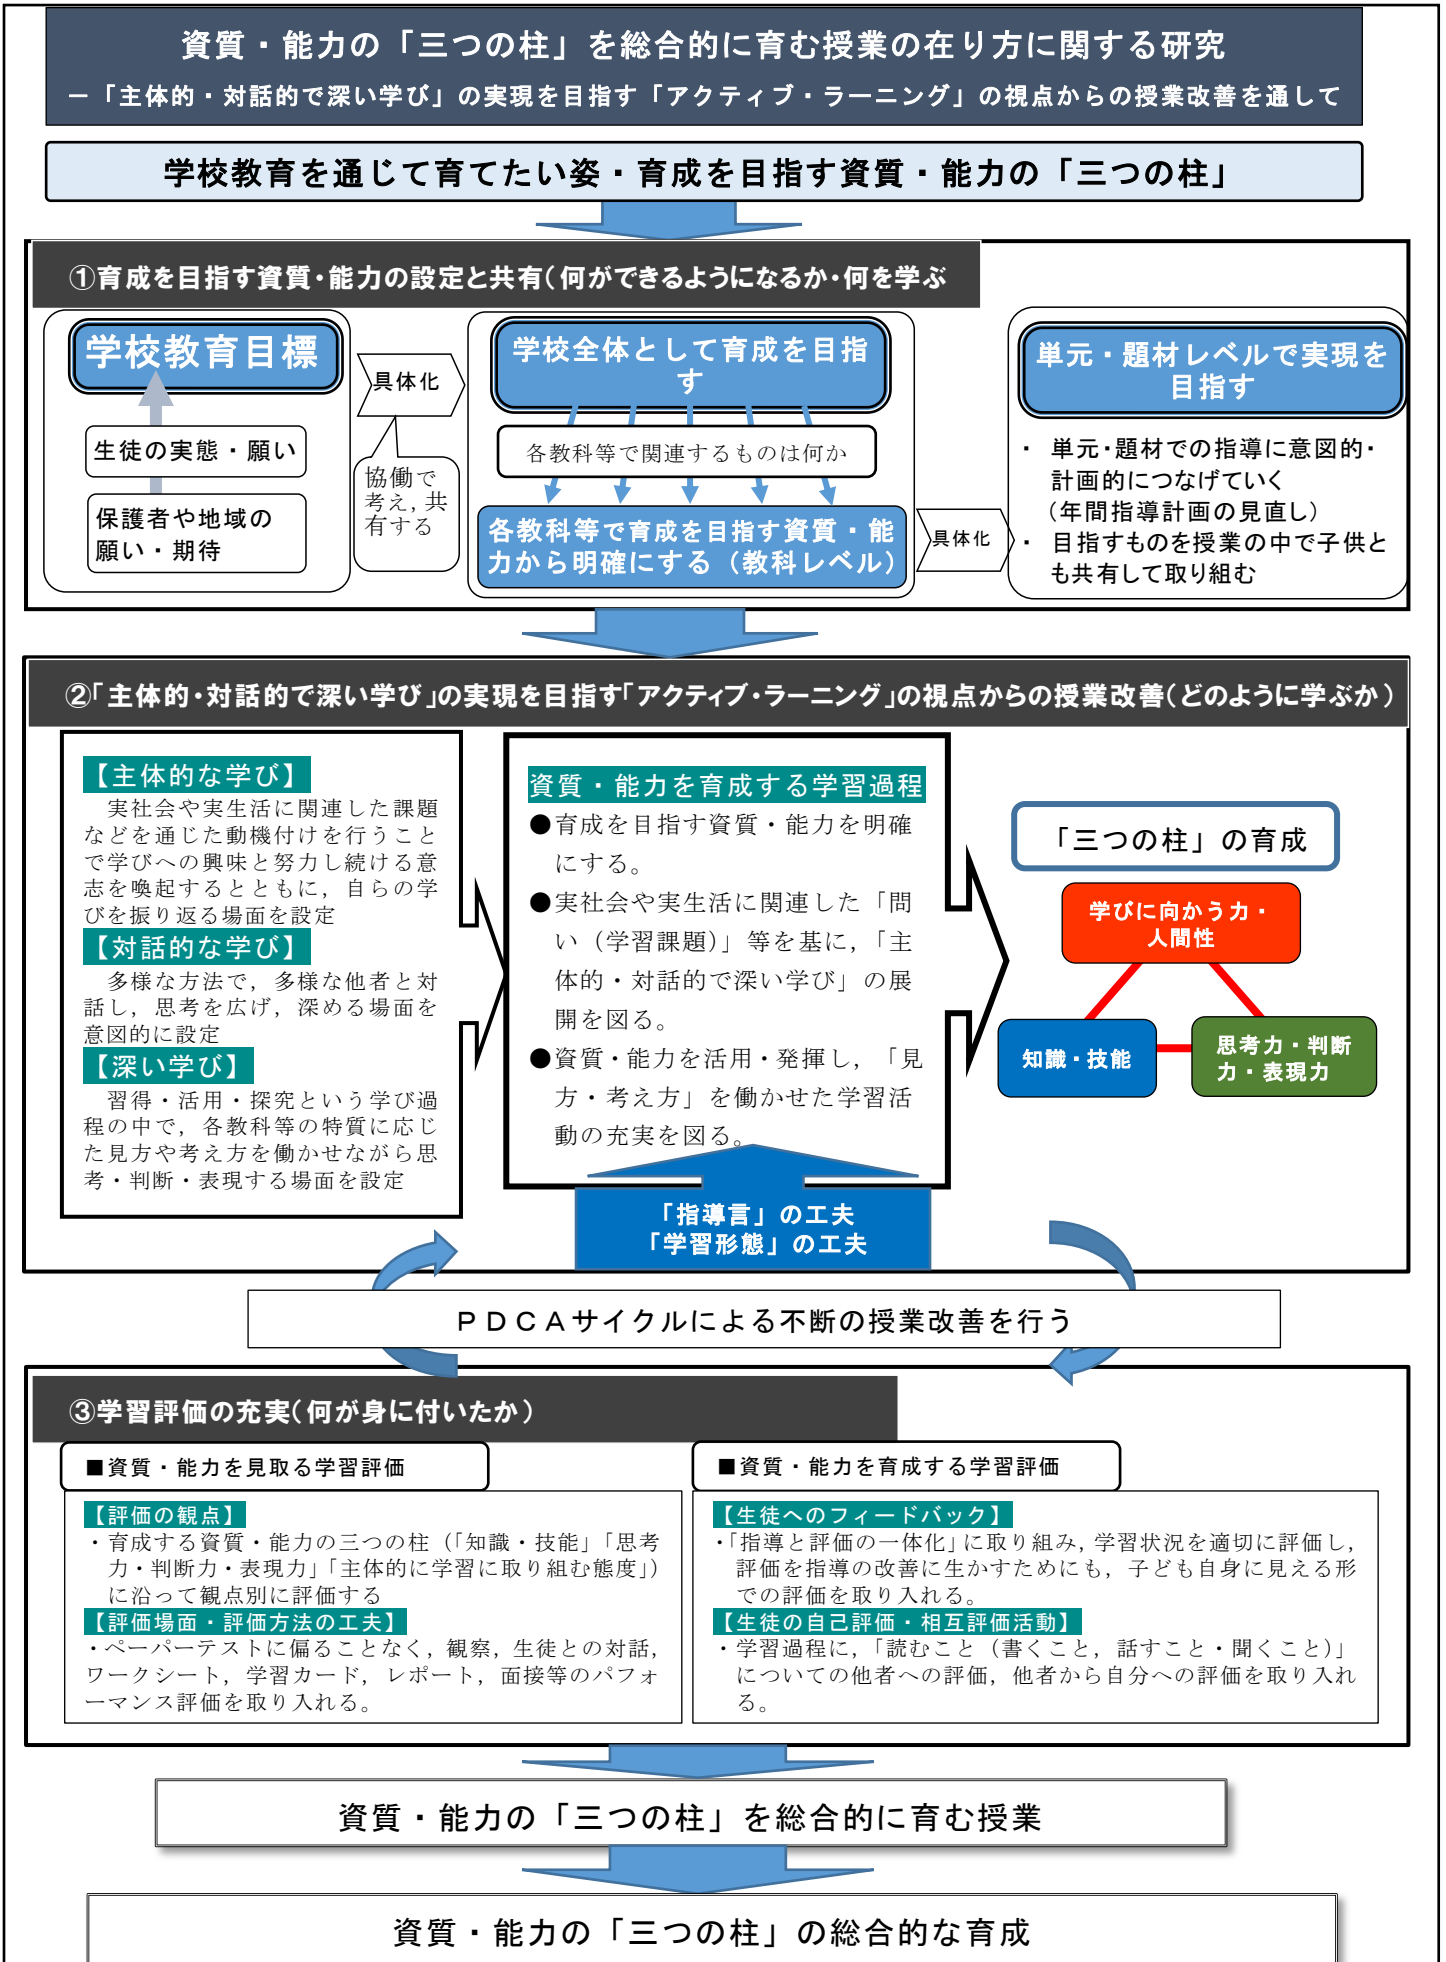 資質・能力の「三つの柱」を総合的に育む授業の在り方に関する研究
－「主体的・対話的で深い学び」の実現を目指す「アクティブ・ラーニング」の視点からの授業改善を通して
学校教育を通じて育てたい姿・育成を目指す資質・能力の「三つの柱」
①育成を目指す資質・能力の設定と共有（何ができるようになるか・何を学ぶ
学校教育目標
生徒の実態・願い
保護者や地域の
願い・期待
具体化
協働で
考え，共
有する
学校全体として育成を目指
す
各教科等で関連するものは何か
各教科等で育成を目指す資質・能
力から明確にする（教科レベル）
具体化
単元・題材レベルで実現を
目指す
・ 単元・題材での指導に意図的・
計画的につなげていく
（年間指導計画の見直し）
・ 目指すものを授業の中で子供と
も共有して取り組む
②「主体的・対話的で深い学び」の実現を目指す「アクティブ・ラーニング」の視点からの授業改善（どのように学ぶか）
【主体的な学び】
実社会や実生活に関連した課題
などを通じた動機付けを行うこと
で学びへの興味と努力し続ける意
志を喚起するとともに，自らの学
びを振り返る場面を設定
【対話的な学び】
多様な方法で，多様な他者と対
話し，思考を広げ，深める場面を
意図的に設定
【深い学び】
習得・活用・探究という学び過
程の中で，各教科等の特質に応じ
た見方や考え方を働かせながら思
考・判断・表現する場面を設定
資質・能力を育成する学習過程
●育成を目指す資質・能力を明確
にする。
●実社会や実生活に関連した「問
い（学習課題）」等を基に，「主
体的・対話的で深い学び」の展
開を図る。
●資質・能力を活用・発揮し，「見
方・考え方」を働かせた学習活
動の充実を図る。
「指導言」の工夫
「学習形態」の工夫
「三つの柱」の育成
学びに向かう力・
人間性
知識・技能
思考力・判断
力・表現力
ＰＤＣＡサイクルによる不断の授業改善を行う
③学習評価の充実（何が身に付いたか）
■資質・能力を見取る学習評価
【評価の観点】
・育成する資質・能力の三つの柱（「知識・技能」「思考
力・判断力・表現力」「主体的に学習に取り組む態度」）
に沿って観点別に評価する
【評価場面・評価方法の工夫】
・ペーパーテストに偏ることなく，観察，生徒との対話，
ワークシート，学習カード，レポート，面接等のパフォ
ーマンス評価を取り入れる。
■資質・能力を育成する学習評価
【生徒へのフィードバック】
・「指導と評価の一体化」に取り組み，学習状況を適切に評価し，
評価を指導の改善に生かすためにも，子ども自身に見える形
での評価を取り入れる。
【生徒の自己評価・相互評価活動】
・学習過程に，「読むこと（書くこと，話すこと・聞くこと）」
についての他者への評価，他者から自分への評価を取り入れ
る。
資質・能力の「三つの柱」を総合的に育む授業
資質・能力の「三つの柱」の総合的な育成